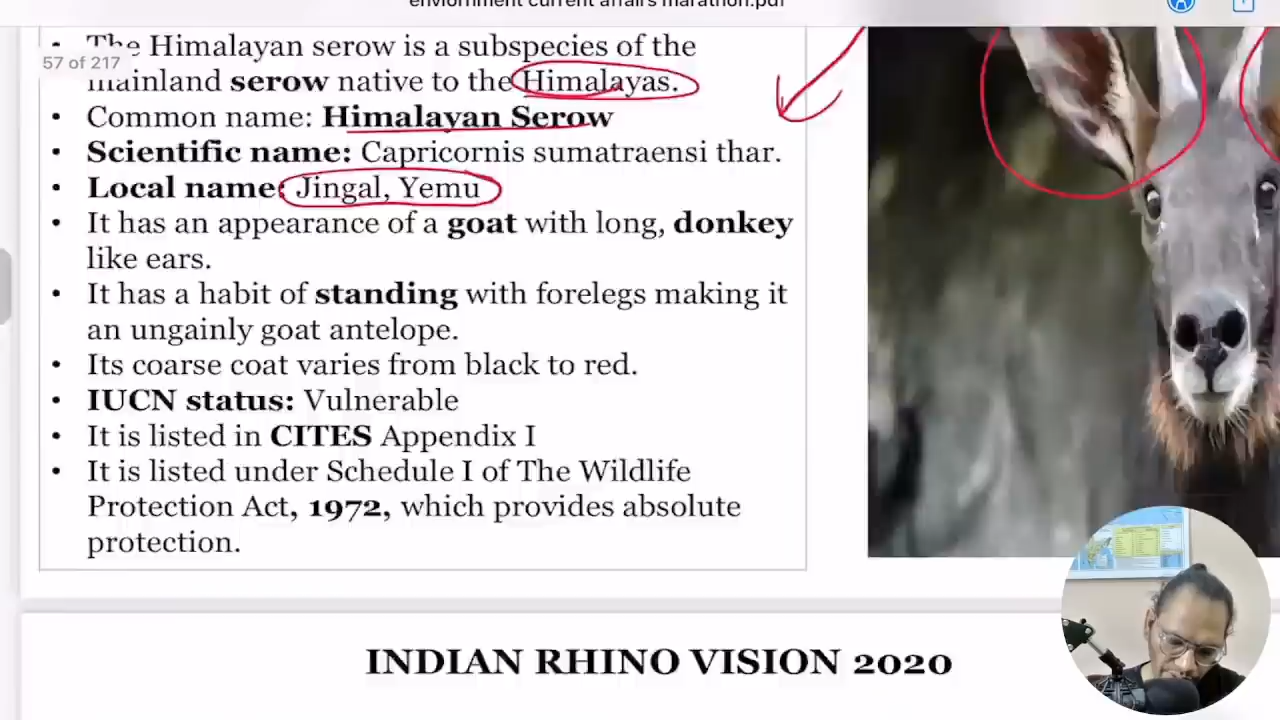 enviornment current affairs marathon.pdf
The Himalayan serow is a subspecies of the
57 of 217
mainland serow native to the Himalayas.
Common name: Himalayan Serow
Scientific name: Capricornis sumatraensi thar.
Local name: Jingal, Yemu
It has an appearance of a goat with long, donkey
like ears.
It has a habit of standing with forelegs making it
an ungainly goat antelope.
Its coarse coat varies from black to red.
IUCN status: Vulnerable
It is listed in CITES Appendix I
It is listed under Schedule I of The Wildlife
Protection Act, 1972, which provides absolute
protection.
INDIAN RHINO VISION 2020